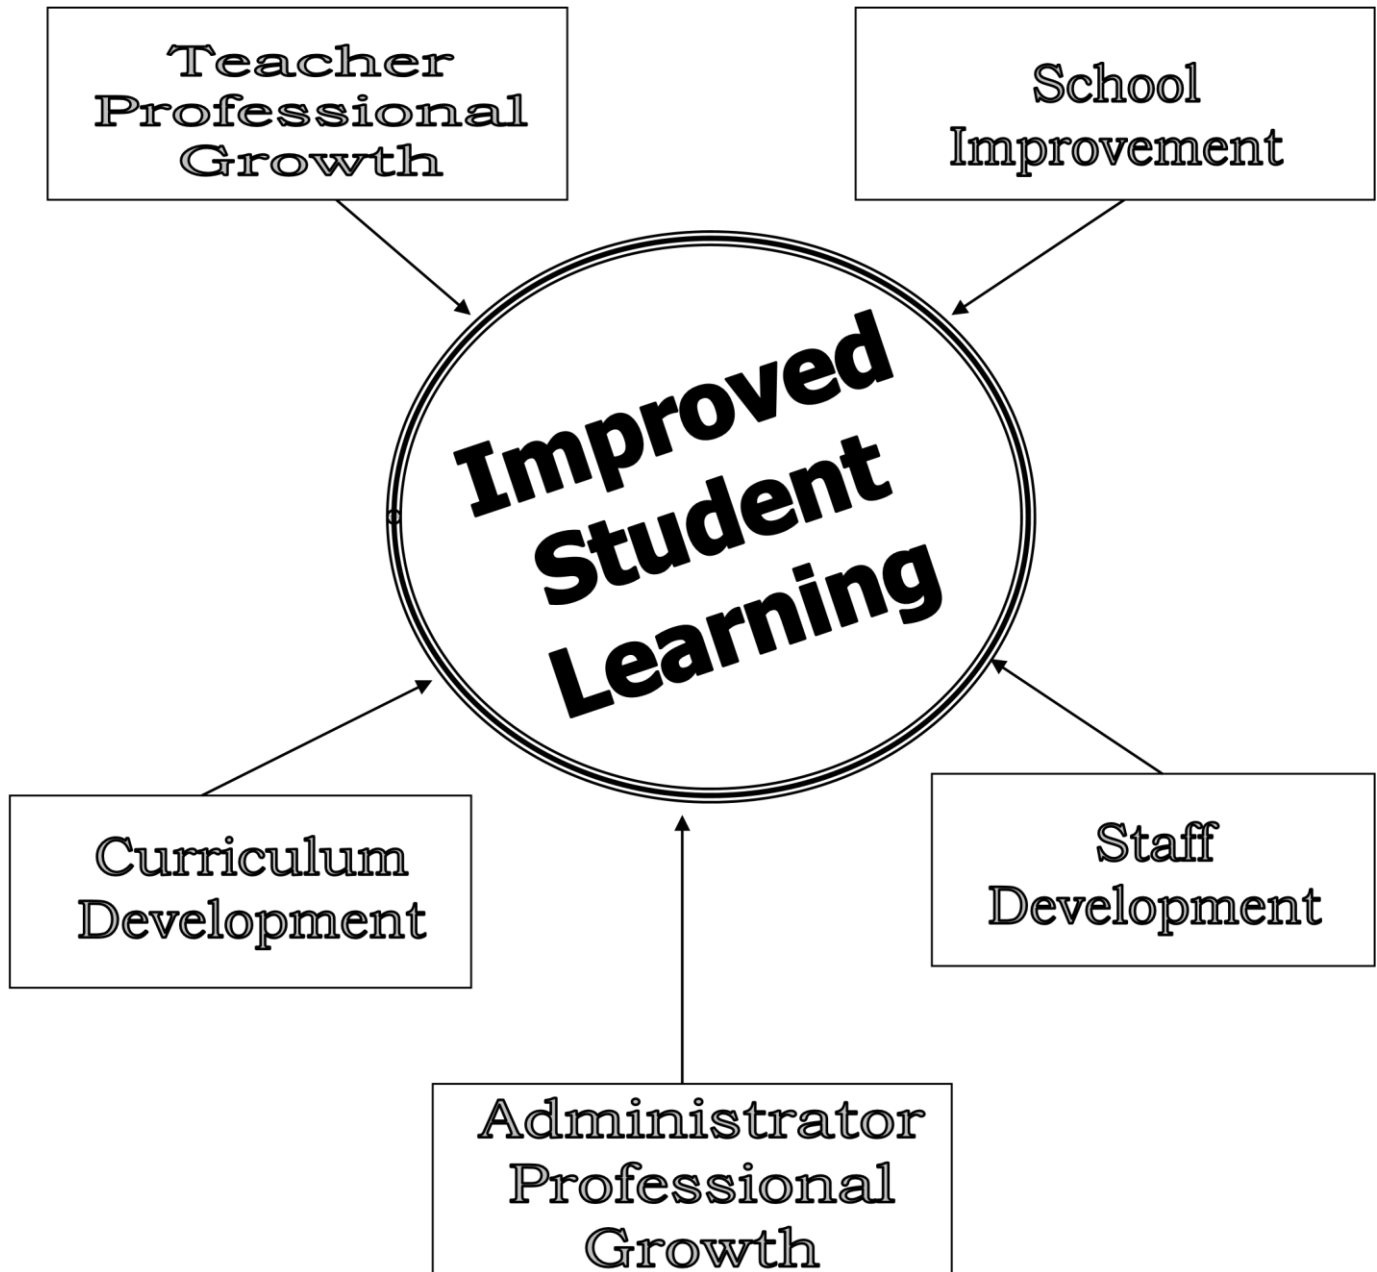 Teacher
Professional
Growth
School
Improvement
Improved
Student
Learning
Curriculum
Development
Staff
Development
Administrator
Professional
Growth